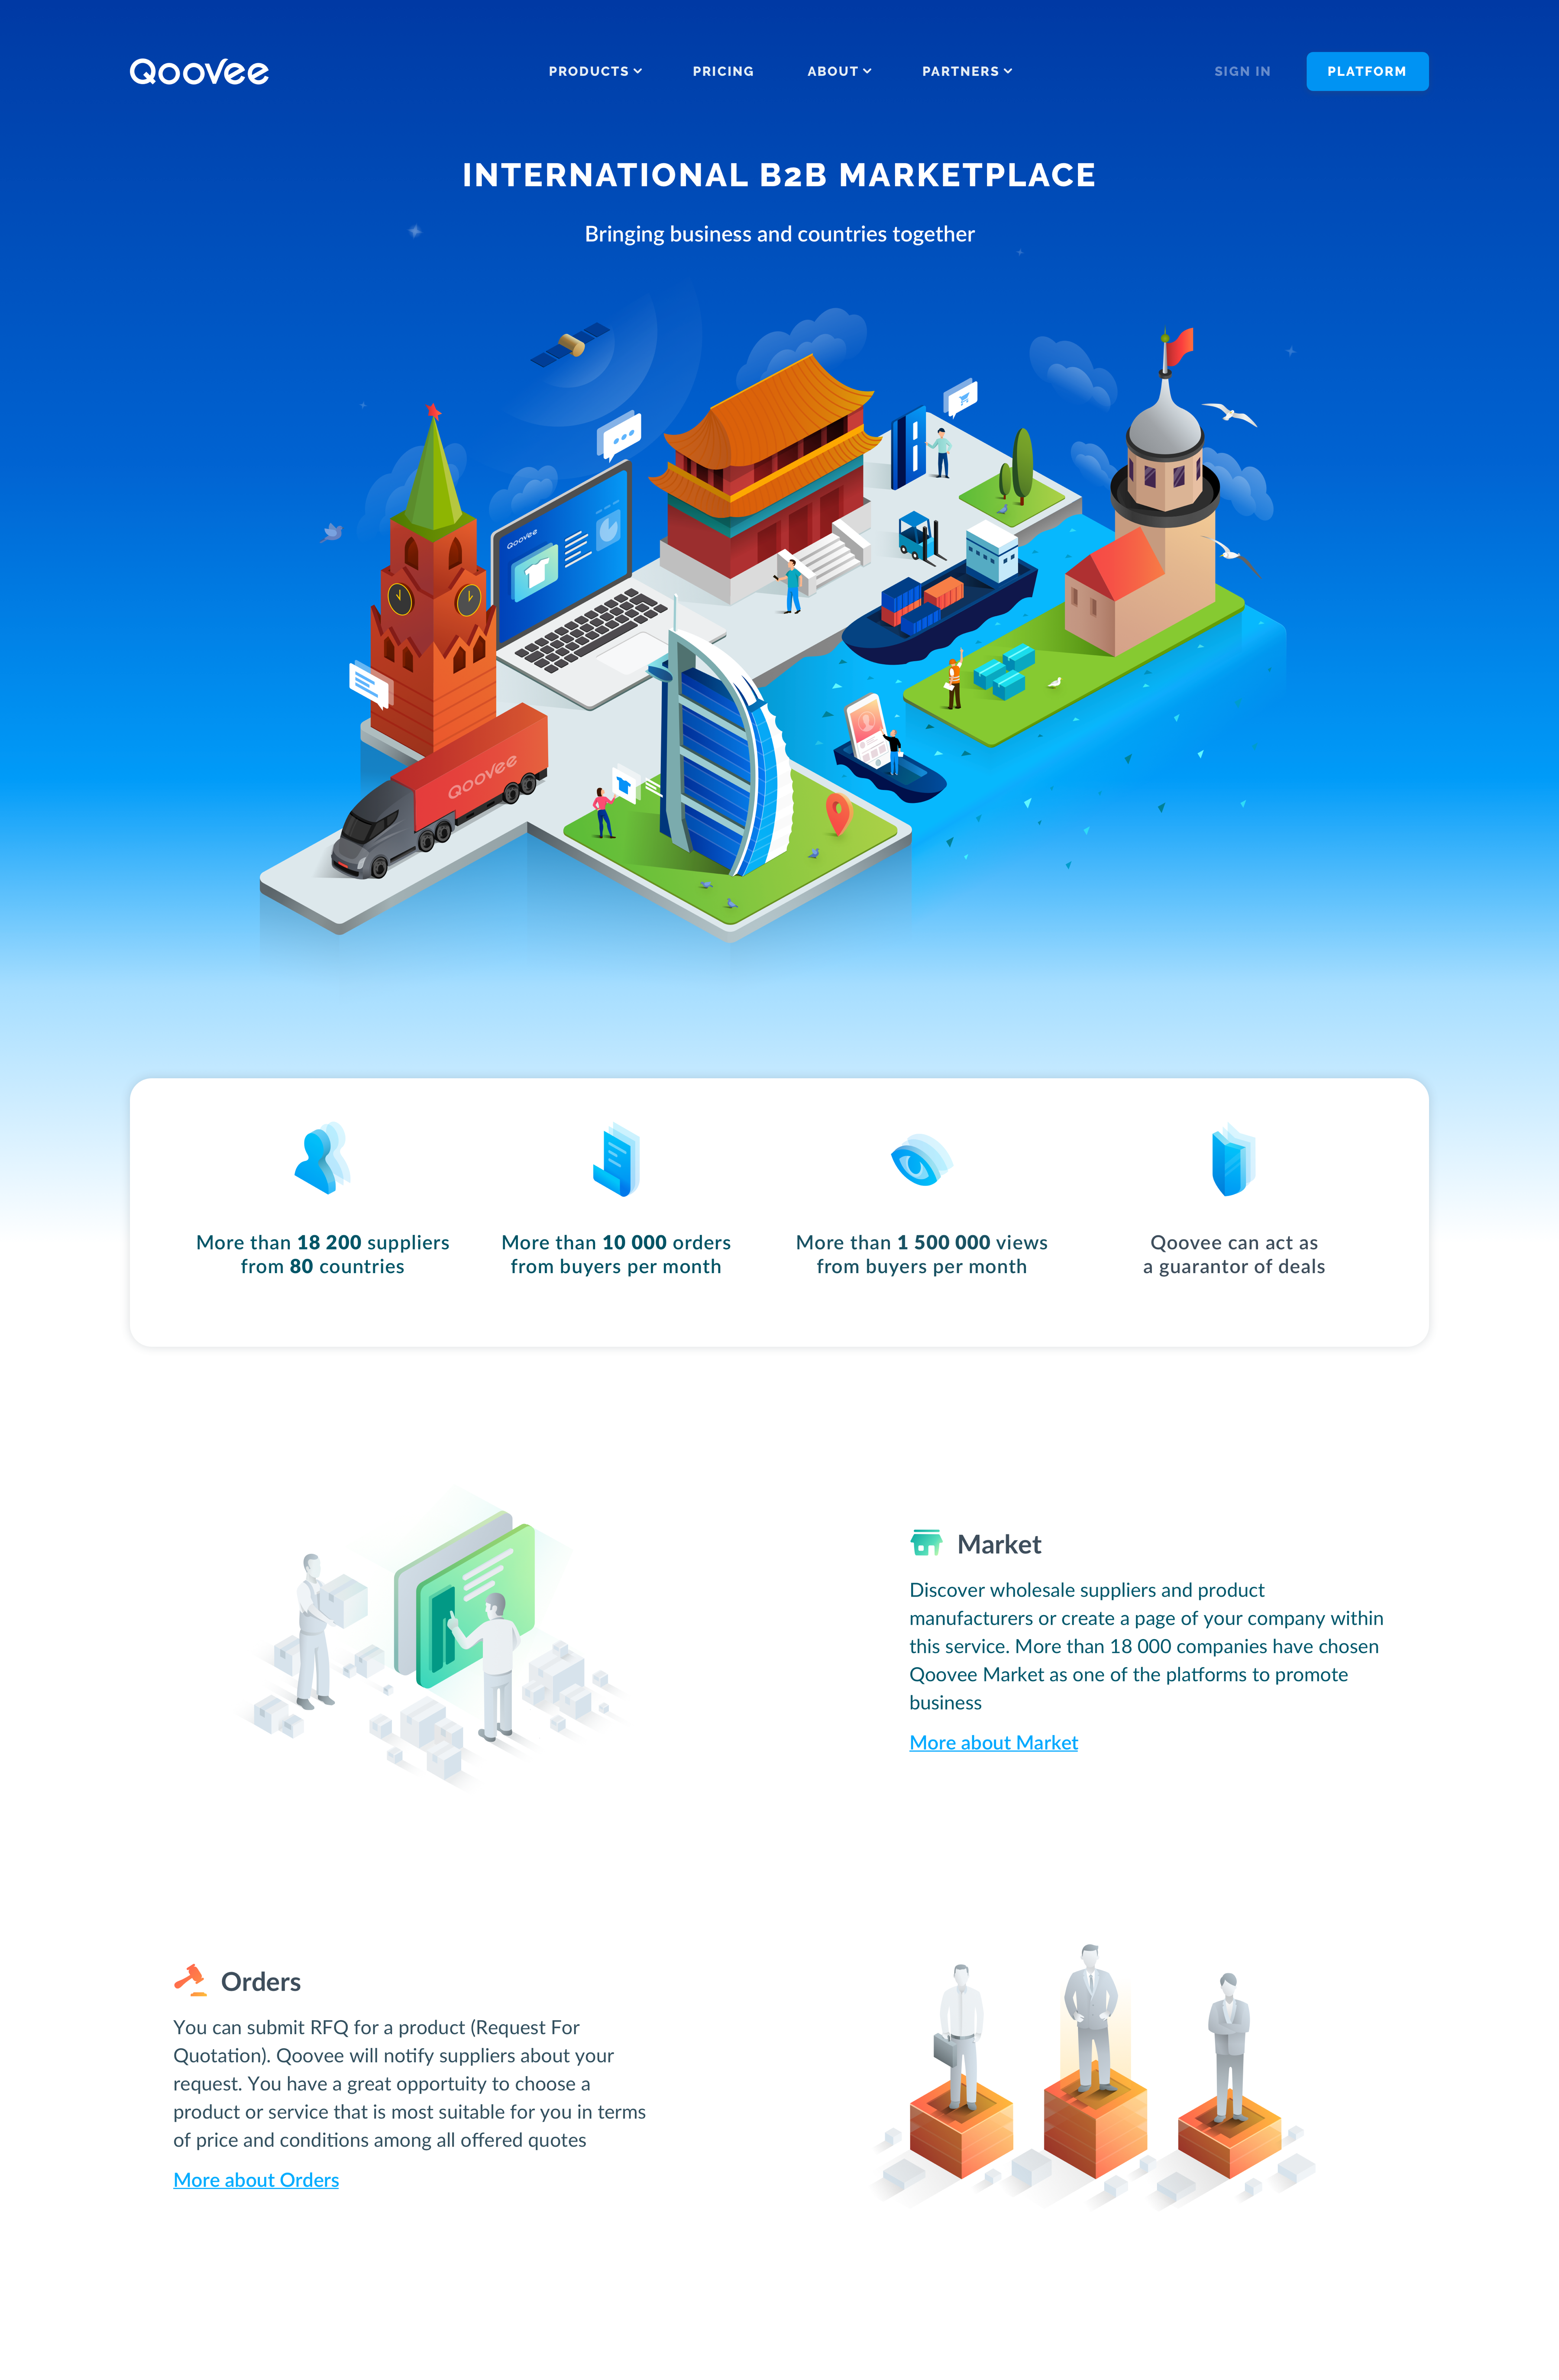 Qoovee
PRODUCTS
PRICING
ABOUT
PARTNERS
SIGN IN
PLATFORM
INTERNATIONAL B2B MARKETPLACE
Bringing business and countries together
Qoovee
Qoovee
More than 18 200 suppliers
from 80 countries
More than 10 000 orders
from buyers per month
More than 1 500 000 views
from buyers per month
Qoovee can act as
a guarantor of deals
Market
Discover wholesale suppliers and product
manufacturers or create a page of your company within
this service. More than 18 000 companies have chosen
Qoovee Market as one of the platforms to promote
business
More about Market
Orders
You can submit RFQ for a product (Request For
Quotation). Qoovee will notify suppliers about your
request. You have a great opportuity to choose a
product or service that is most suitable for you in terms
of price and conditions among all offered quotes
More about Orders